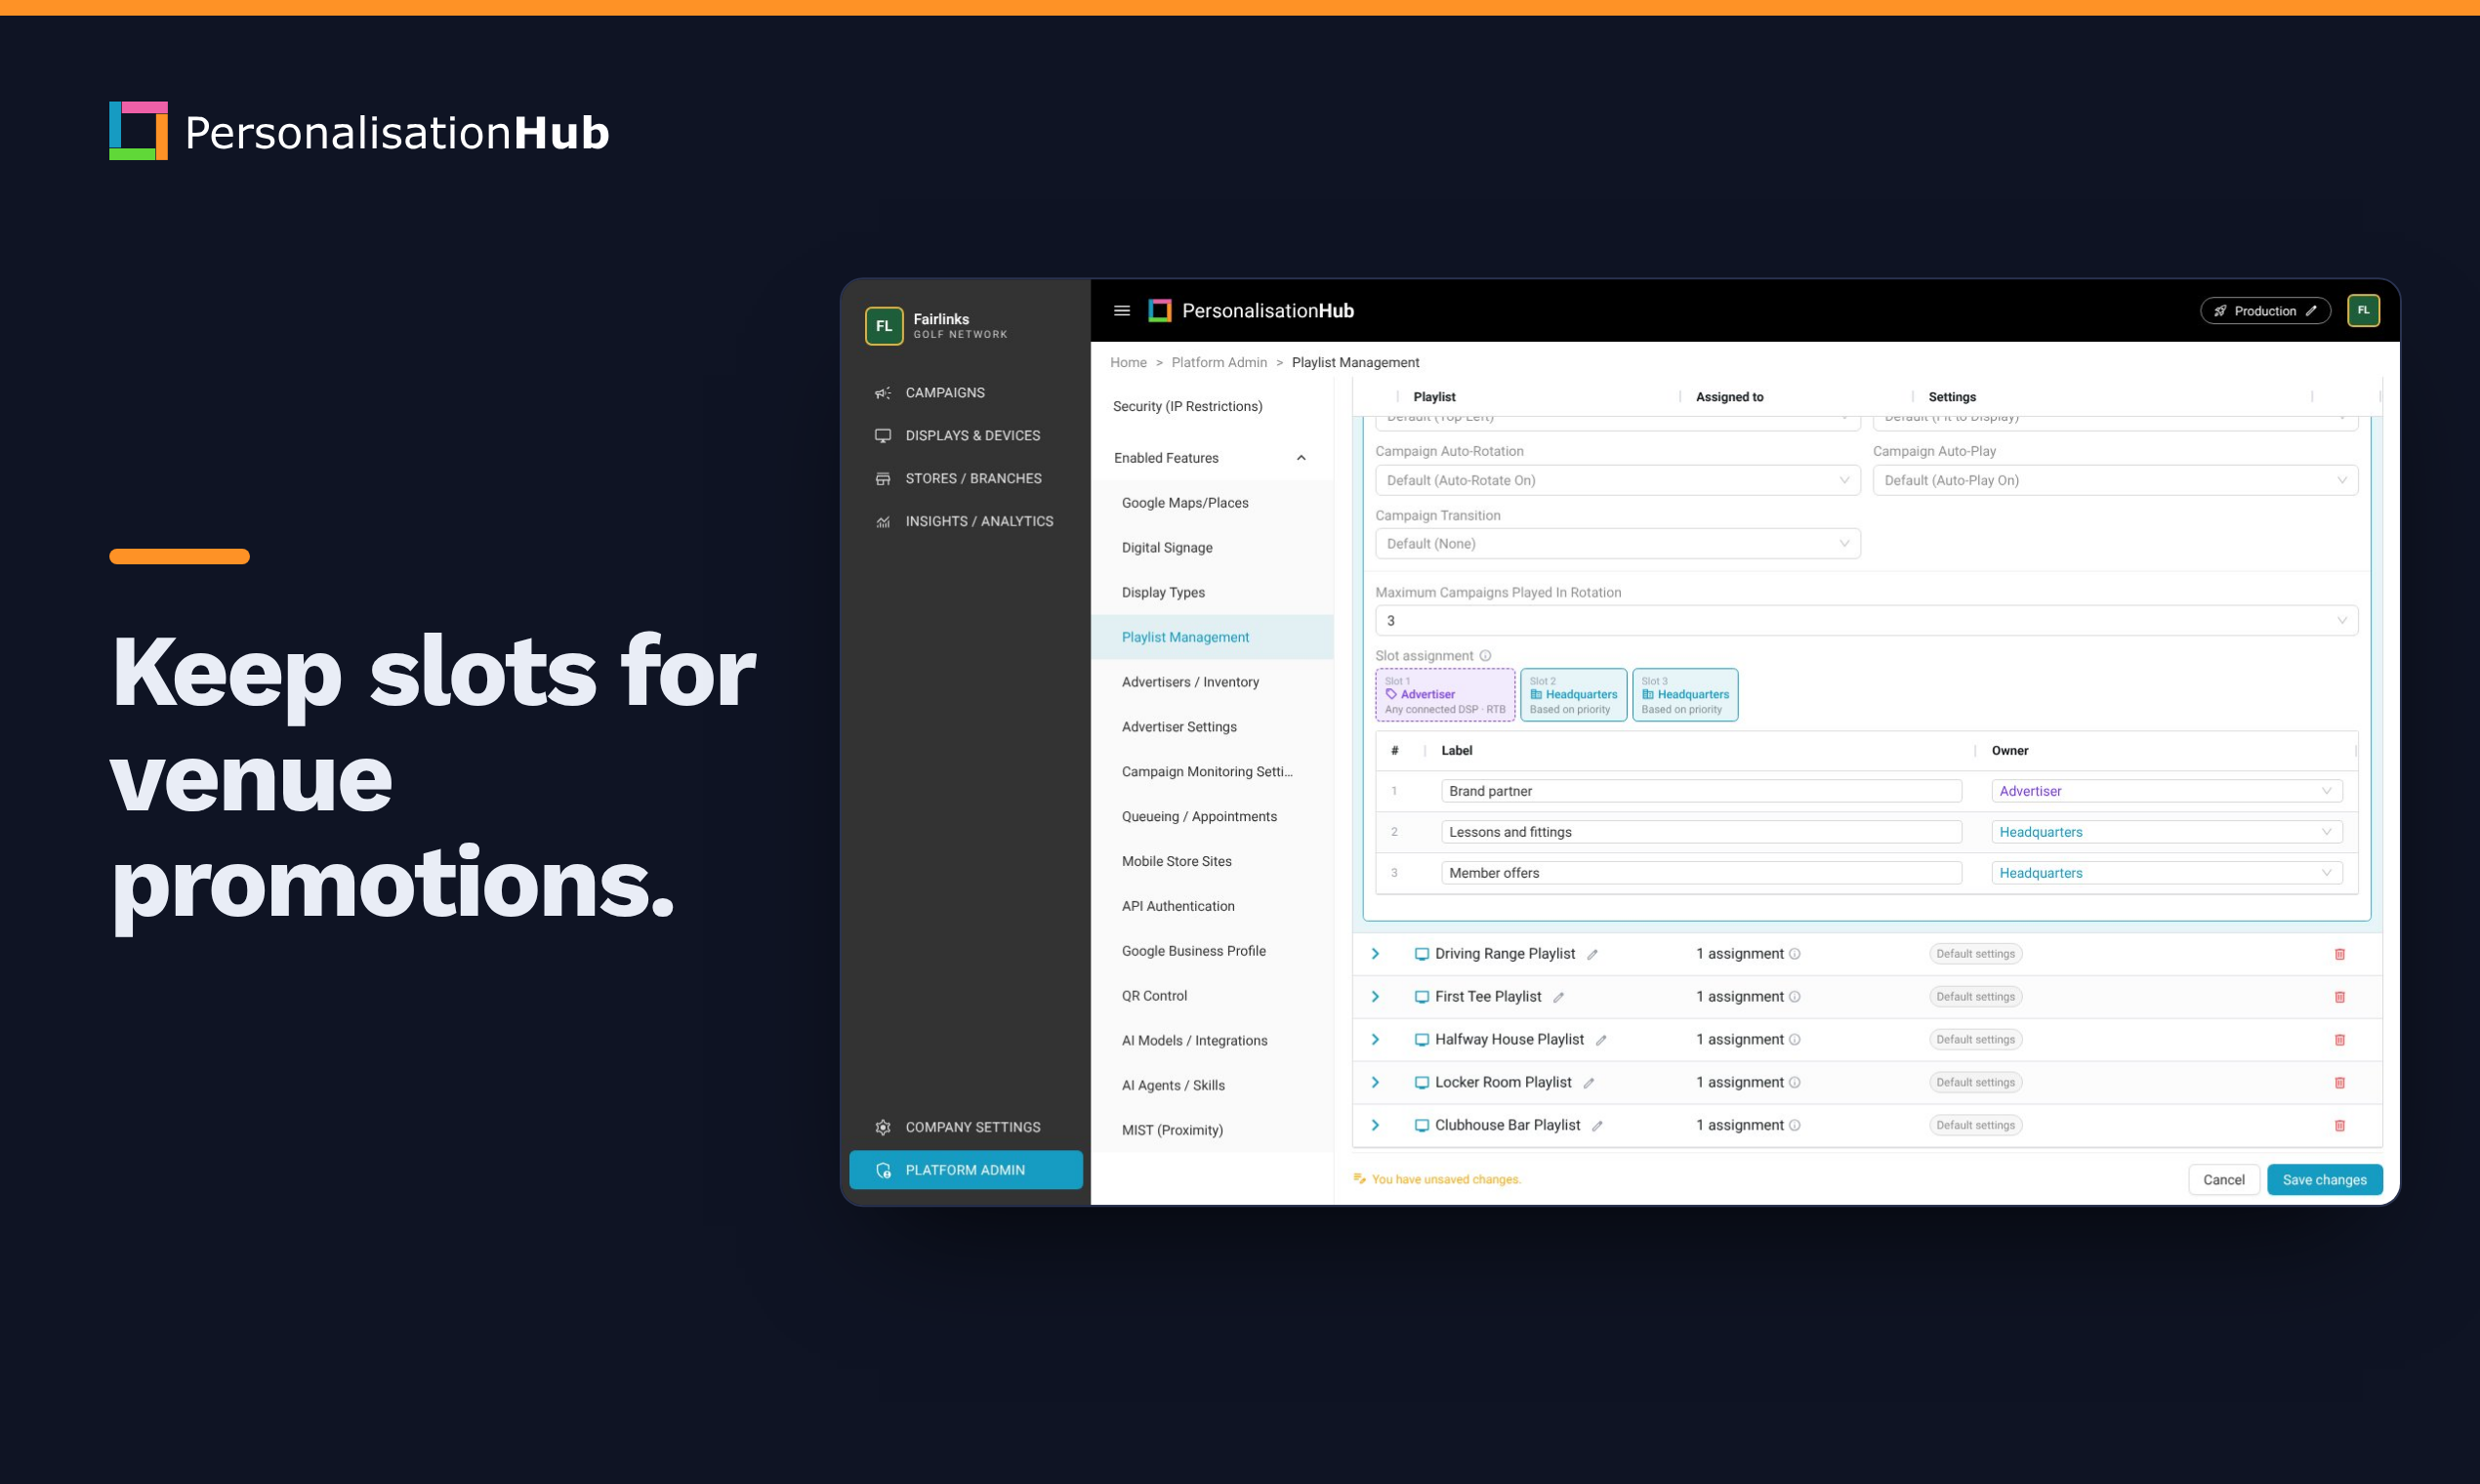 PersonalisationHub
Keep slots for
venue
promotions.
FL
Fairlinks
GOLF NETWORK
CAMPAIGNS
DISPLAYS & DEVICES
STORES / BRANCHES
INSIGHTS / ANALYTICS
COMPANY SETTINGS
PLATFORM ADMIN
PersonalisationHub
Production
FL
Home > Platform Admin > Playlist Management
Security (IP Restrictions)
Enabled Features
Google Maps/Places
Digital Signage
Display Types
Playlist Management
Advertisers / Inventory
Advertiser Settings
Campaign Monitoring Setti...
Queueing / Appointments
Mobile Store Sites
API Authentication
Google Business Profile
QR Control
AI Models / Integrations
AI Agents / Skills
MIST (Proximity)
Playlist Assigned to Settings
Default (Top Left) Default (Fit to Display)
Campaign Auto-Rotation Campaign Auto-Play
Default (Auto-Rotate On) Default (Auto-Play On)
Campaign Transition
Default (None)
Maximum Campaigns Played In Rotation
3
Slot assignment
Slot 1 Slot 2 Slot 3
Advertiser Headquarters Headquarters
Any connected DSP · RTB Based on priority Based on priority
# Label Owner
1 Brand partner Advertiser
2 Lessons and fittings Headquarters
3 Member offers Headquarters
Driving Range Playlist 1 assignment Default settings
First Tee Playlist 1 assignment Default settings
Halfway House Playlist 1 assignment Default settings
Locker Room Playlist 1 assignment Default settings
Clubhouse Bar Playlist 1 assignment Default settings
You have unsaved changes. Cancel Save changes